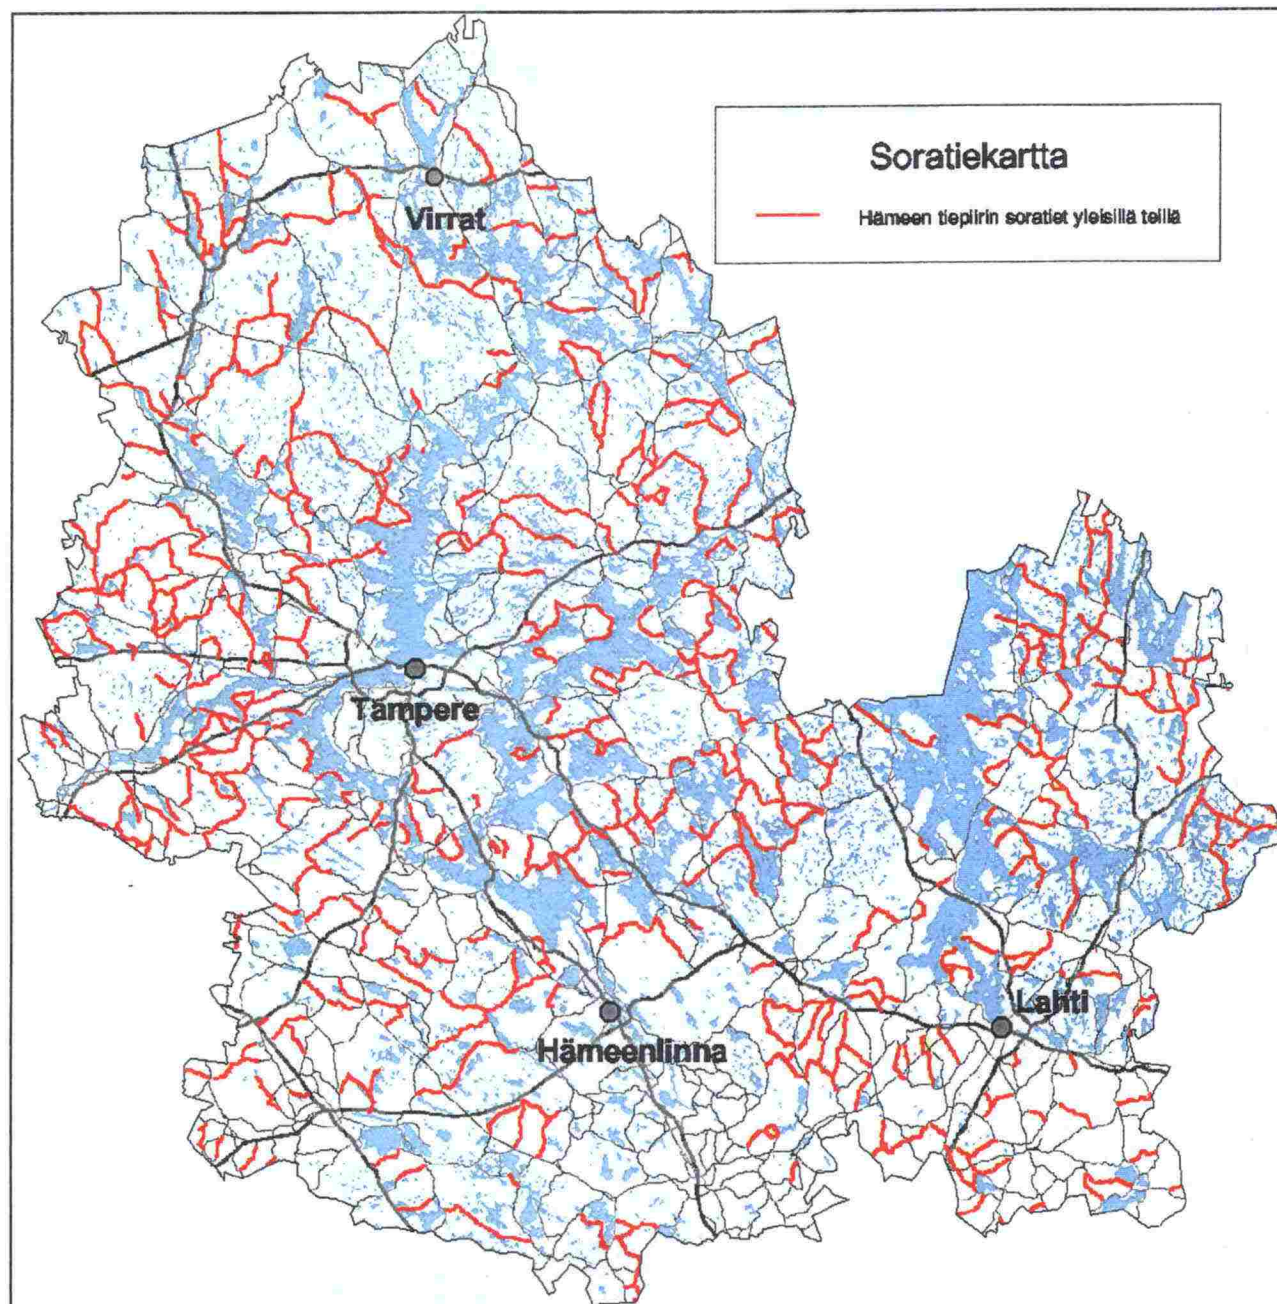 Soratiekartta
Hämeen tiepiirin soratiet yleisillä teillä
Virrat
Tampere
Lahti
Hämeenlinna